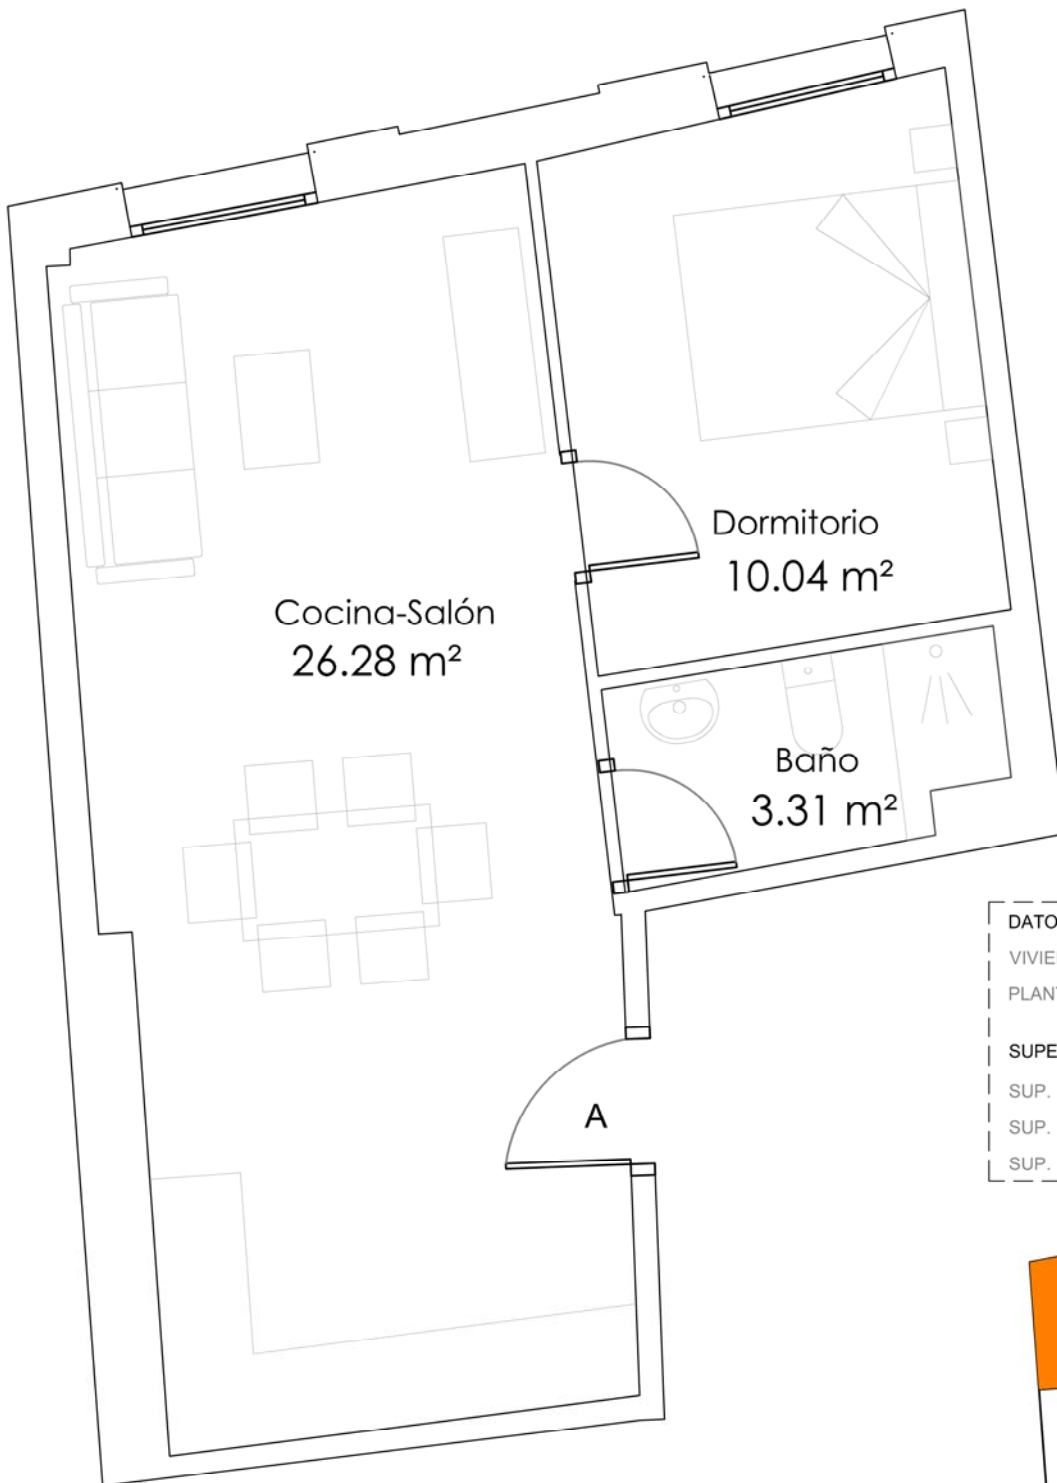 Dormitorio
10.04 m²
Cocina-Salón
26.28 m²
Baño
3.31 m²
A
DATO
VIVIE
PLAN
SUPE
SUP.
SUP.
SUP.